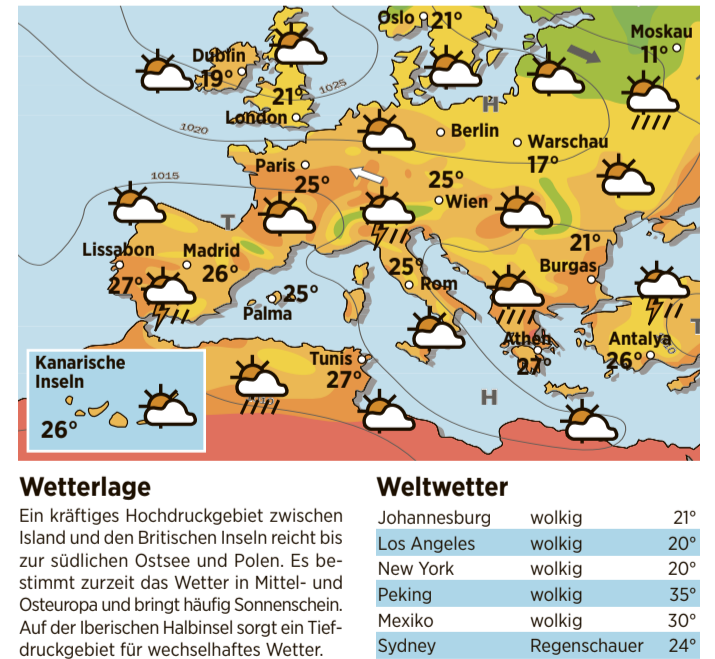 Oslo 21°
Moskau
11°
Dublin
19°
1025
21°
H
London
1020
Berlin
Warschau
17°
Paris
25°
25°
Wien
1015
T
21°
Lissabon
Madrid
26°
27°
25°
Rom
Burgas
25°
Palma
T
Athen
27°
Antalya
26°
Tunis
27°
H
Kanarische
Inseln
26°
Wetterlage
Ein kräftiges Hochdruckgebiet zwischen
Island und den Britischen Inseln reicht bis
zur südlichen Ostsee und Polen. Es be-
stimmt zurzeit das Wetter in Mittel- und
Osteuropa und bringt häufig Sonnenschein.
Auf der Iberischen Halbinsel sorgt ein Tief-
druckgebiet für wechselhaftes Wetter.
Weltwetter
Johannesburg wolkig 21°
Los Angeles wolkig 20°
New York wolkig 20°
Peking wolkig 35°
Mexiko wolkig 30°
Sydney Regenschauer 24°